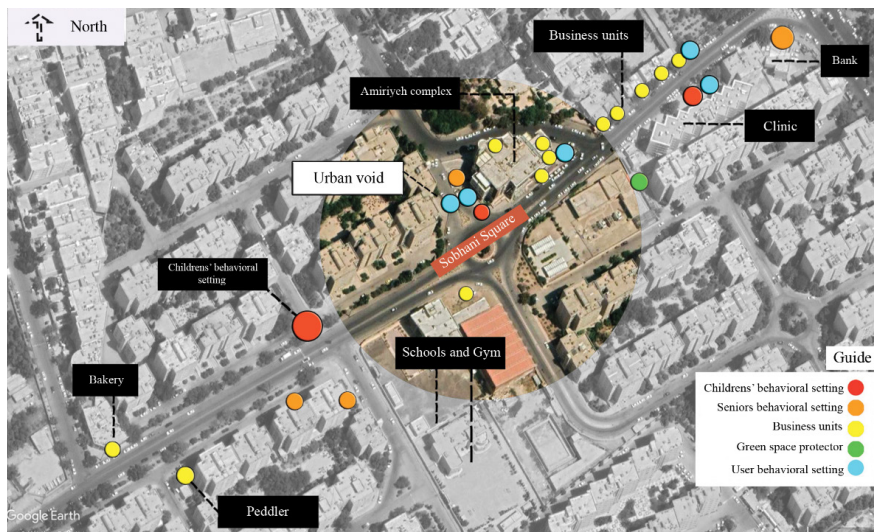 North
Business units
Bank
Amiriyeh complex
Clinic
Urban void
Sobhani Square
Childrens' behavioral
setting
Schools and Gym
Bakery
Peddler
Guide
Childrens' behavioral setting
Seniors behavioral setting
Business units
Green space protector
User behavioral setting
Google Earth